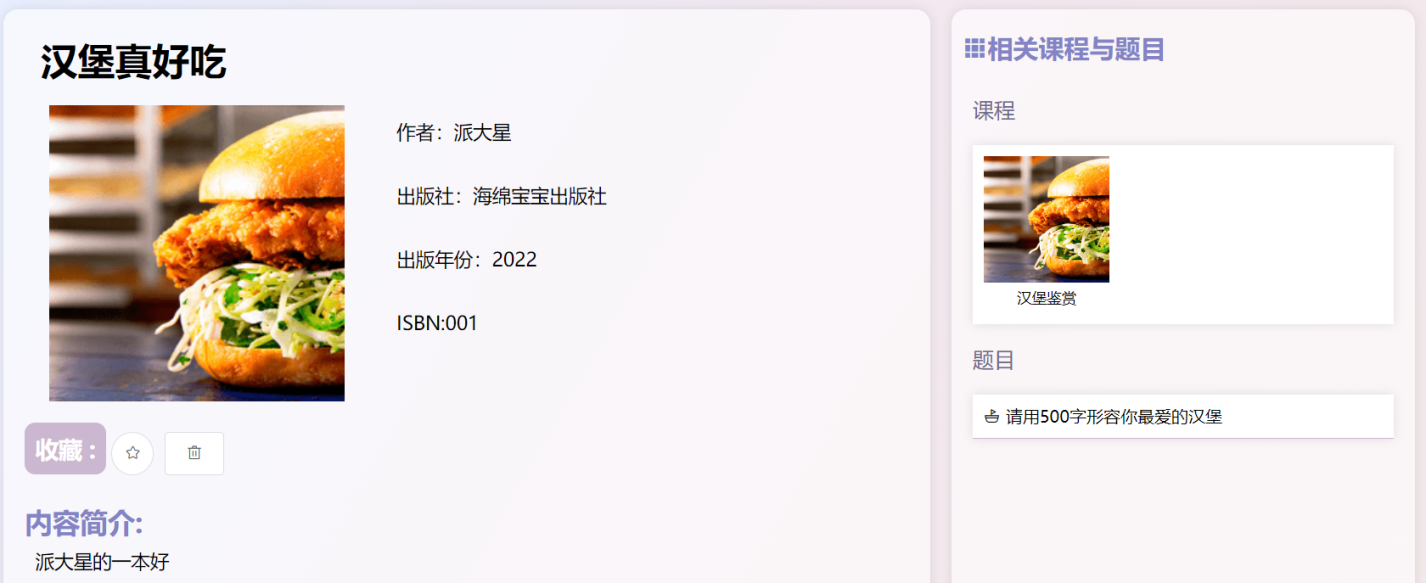 汉堡真好吃
作者：派大星
出版社：海绵宝宝出版社
出版年份：2022
ISBN:001
收藏 :
内容简介:
派大星的一本好
相关课程与题目
课程
汉堡鉴赏
题目
请用500字形容你最爱的汉堡